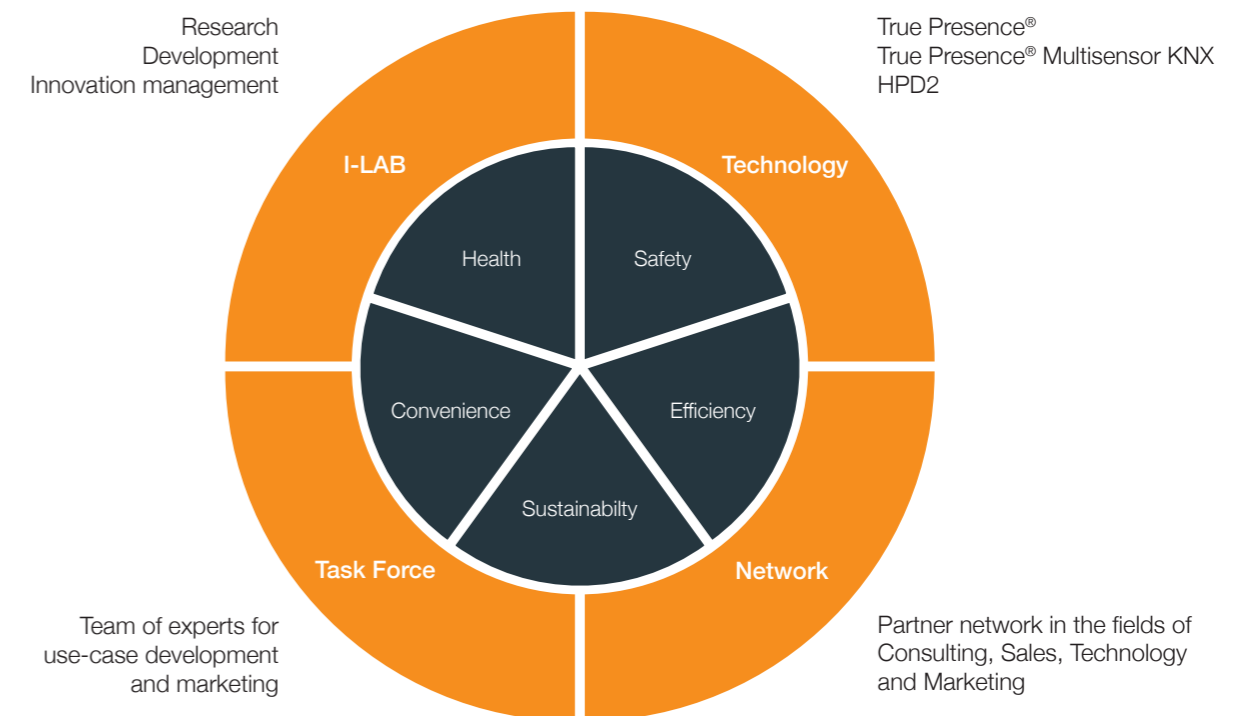 Research
Development
Innovation management
True Presence®
True Presence® Multisensor KNX
HPD2
I-LAB
Technology
Health
Safety
Convenience
Efficiency
Sustainabilty
Task Force
Network
Team of experts for
use-case development
and marketing
Partner network in the fields of
Consulting, Sales, Technology
and Marketing